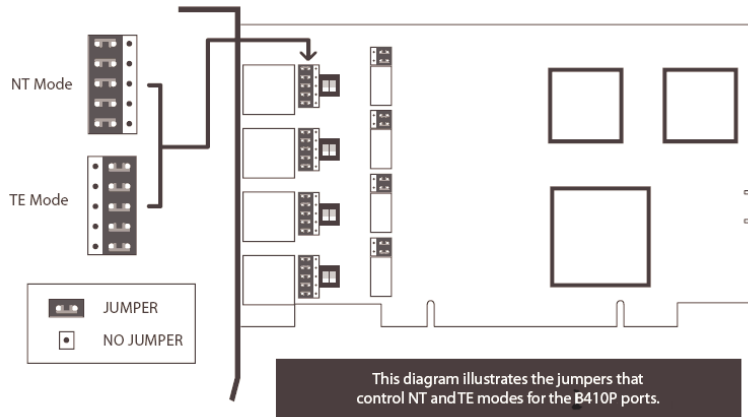 NT Mode
TE Mode
JUMPER
NO JUMPER
This diagram illustrates the jumpers that
control NT and TE modes for the B410P ports.